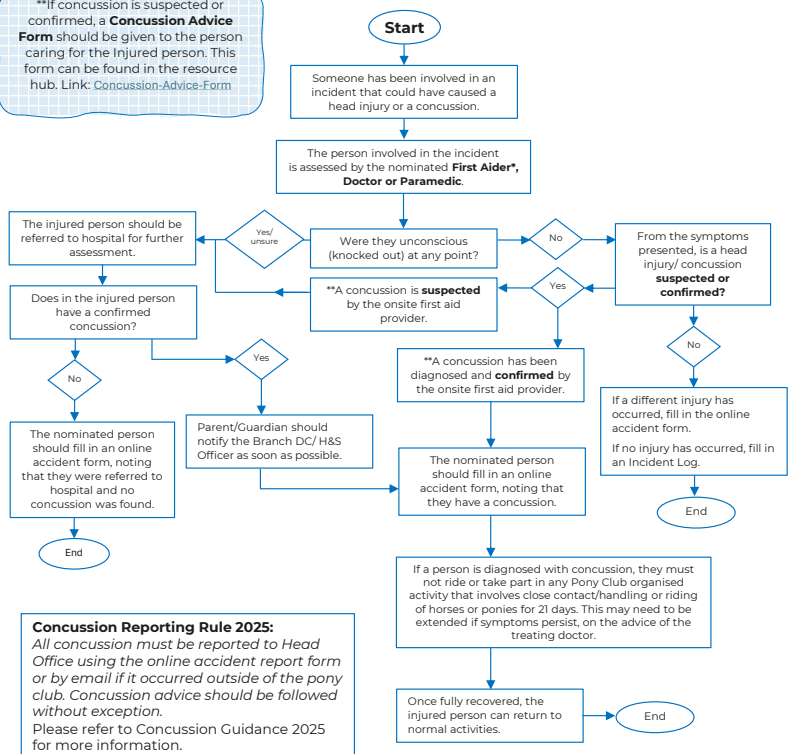 **If concussion is suspected or
confirmed, a Concussion Advice
Form should be given to the person
caring for the Injured person. This
form can be found in the resource
hub. Link: Concussion-Advice-Form
Start
Someone has been involved in an
incident that could have caused a
head injury or a concussion.
The person involved in the incident
is assessed by the nominated First Aider*,
Doctor or Paramedic.
Were they unconscious
(knocked out) at any point?
Yes/
unsure
The injured person should be
referred to hospital for further
assessment.
No
From the symptoms
presented, is a head
injury/ concussion
suspected or
confirmed?
Yes
**A concussion is suspected
by the onsite first aid
provider.
Does in the injured person
have a confirmed
concussion?
No
Yes
**A concussion has been
diagnosed and confirmed by
the onsite first aid provider.
No
If a different injury has
occurred, fill in the online
accident form.
If no injury has occurred, fill in
an Incident Log.
End
The nominated person
should fill in an online
accident form, noting
that they were referred to
hospital and no
concussion was found.
End
Parent/Guardian should
notify the Branch DC/ H&S
Officer as soon as possible.
The nominated person
should fill in an online
accident form, noting that
they have a concussion.
If a person is diagnosed with concussion, they must
not ride or take part in any Pony Club organised
activity that involves close contact/handling or riding
of horses or ponies for 21 days. This may need to be
extended if symptoms persist, on the advice of the
treating doctor.
Once fully recovered, the
injured person can return to
normal activities.
End
Concussion Reporting Rule 2025:
All concussion must be reported to Head
Office using the online accident report form
or by email if it occurred outside of the pony
club. Concussion advice should be followed
without exception.
Please refer to Concussion Guidance 2025
for more information.